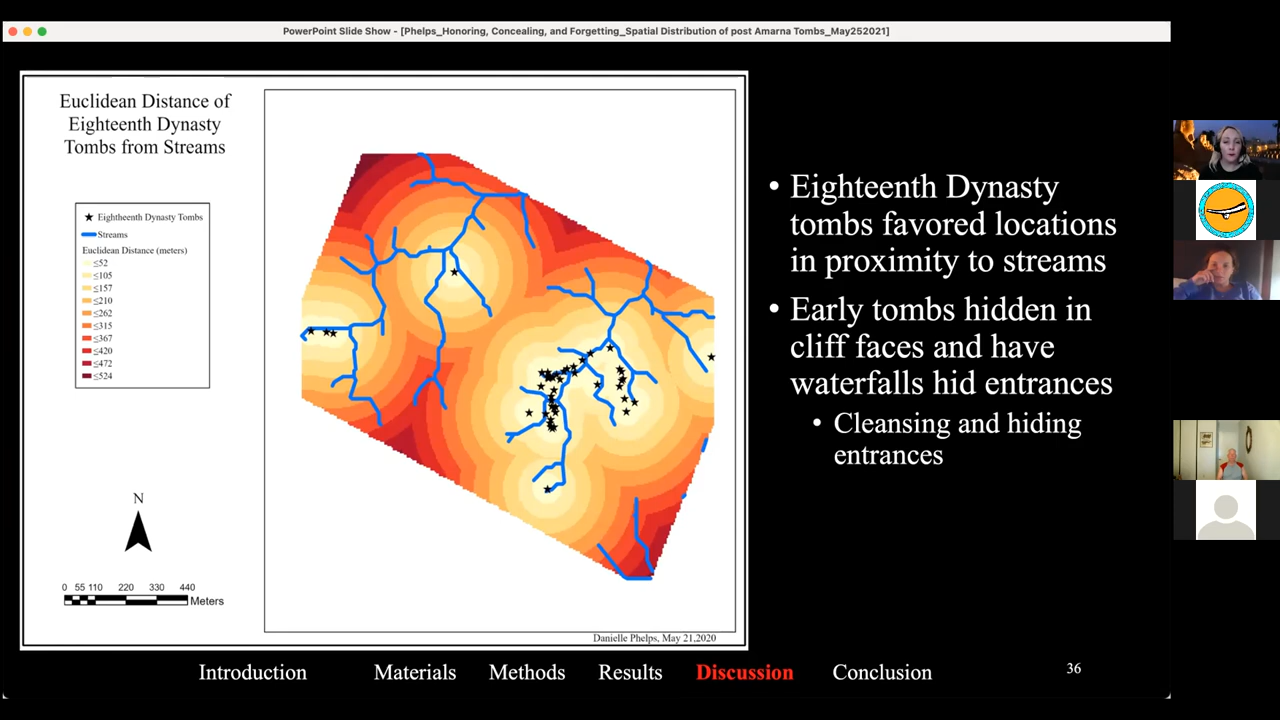 PowerPoint Slide Show - [Phelps_Honoring, Concealing, and Forgetting_Spatial Distribution of post Amarna Tombs_May252021]
Euclidean Distance of
Eighteenth Dynasty
Tombs from Streams
Eightheenth Dynasty Tombs
Streams
Euclidean Distance (meters)
≤52
≤105
≤157
≤210
≤262
≤315
≤367
≤420
≤472
≤524
N
0 55 110 220 330 440
Meters
Danielle Phelps, May 21,2020
• Eighteenth Dynasty
tombs favored locations
in proximity to streams
• Early tombs hidden in
cliff faces and have
waterfalls hid entrances
• Cleansing and hiding
entrances
Introduction Materials Methods Results Discussion Conclusion 36